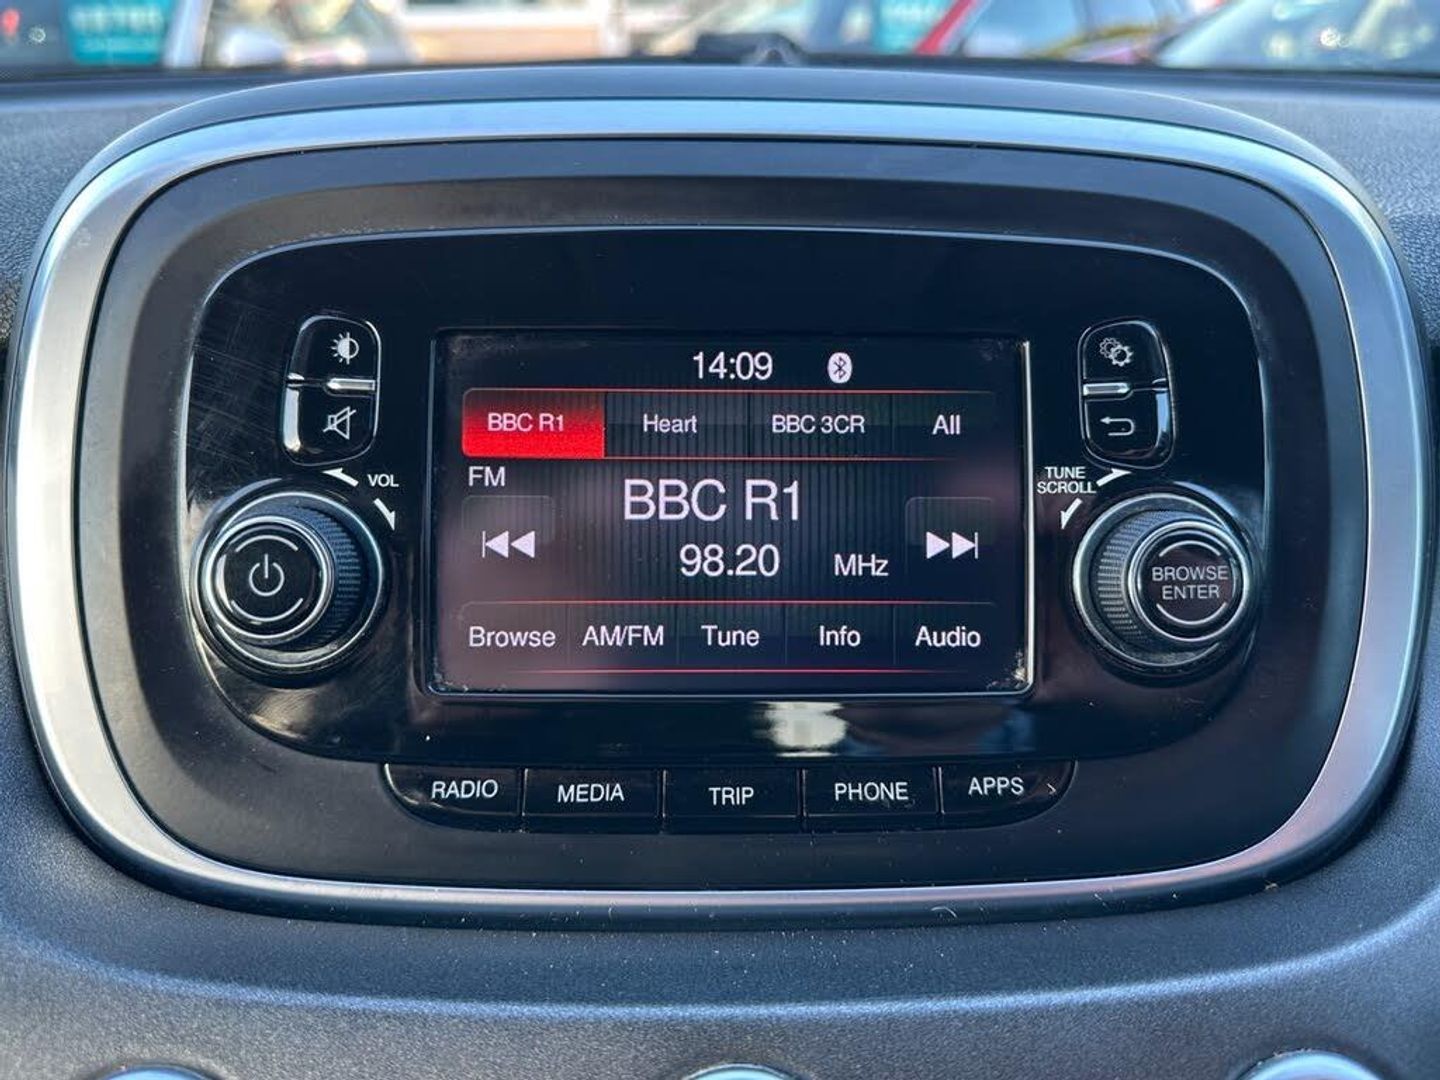 14:09
BBC R1 Heart BBC 3CR All
FM
BBC R1
98.20 MHz
Browse AM/FM Tune Info Audio
VOL
TUNE
SCROLL
BROWSE
ENTER
RADIO MEDIA TRIP PHONE APPS